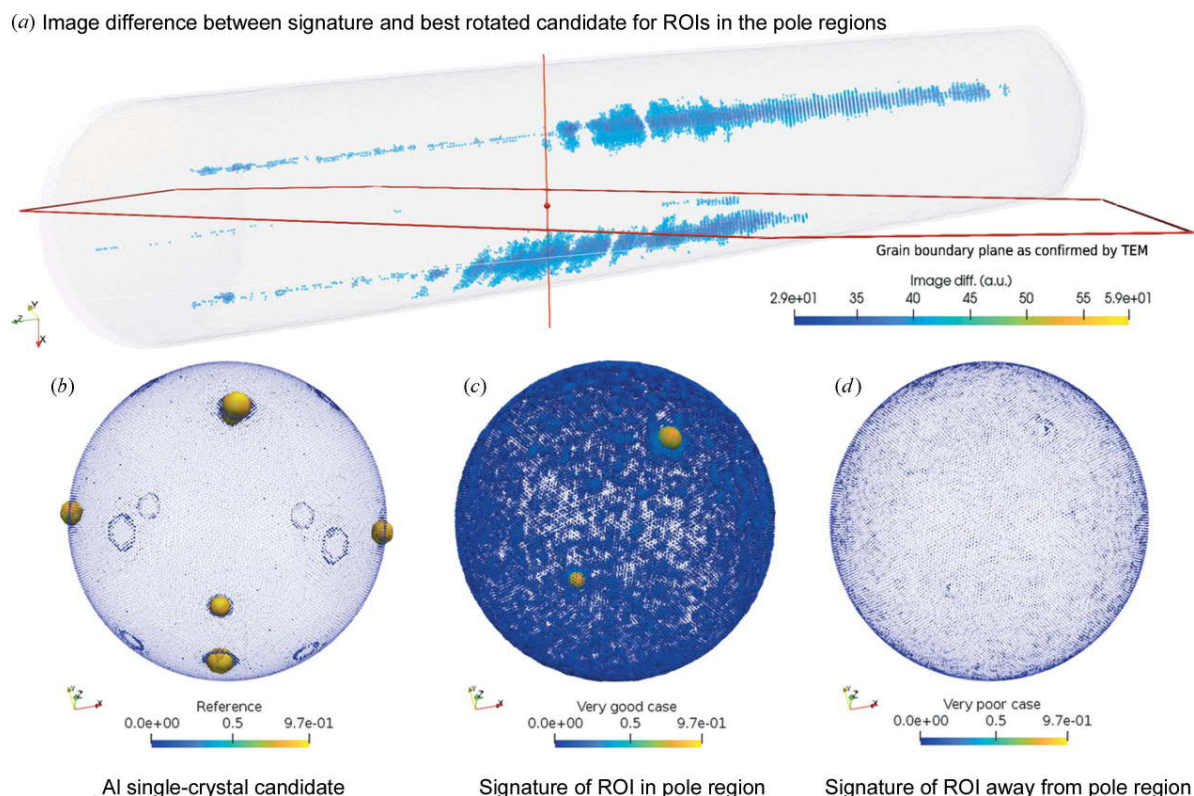 (a) Image difference between signature and best rotated candidate for ROIs in the pole regions
Grain boundary plane as confirmed by TEM
Image diff. (a.u.)
2.9e+01 35 40 45 50 55 5.9e+01
Y
Z
X
(b) (c) (d)
Y Z X Y Z X Y Z X
Reference Very good case Very poor case
0.0e+00 0.5 9.7e-01 0.0e+00 0.5 9.7e-01 0.0e+00 0.5 9.7e-01
Al single-crystal candidate Signature of ROI in pole region Signature of ROI away from pole region